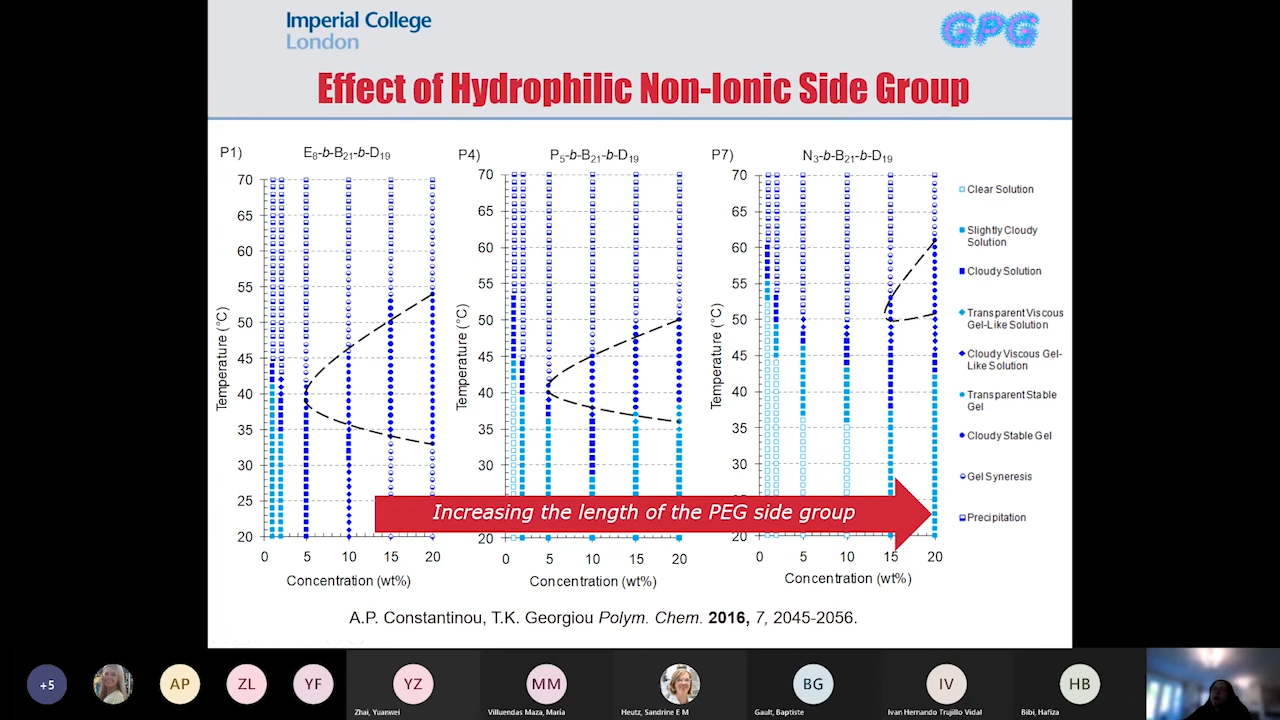 Imperial College
London
GPG
Effect of Hydrophilic Non-Ionic Side Group
P1)
E8-b-B21-b-D19
P4)
P5-b-B21-b-D19
P7)
N3-b-B21-b-D19
70
65
60
55
50
45
40
35
30
25
20
0 5 10 15 20
Temperature (°C)
Concentration (wt%)
70
65
60
55
50
45
40
35
30
20
0 5 10 15 20
Temperature (°C)
Concentration (wt%)
70
65
60
55
50
45
40
35
30
20
0 5 10 15 20
Temperature (°C)
Concentration (wt%)
Clear Solution
Slightly Cloudy
Solution
Cloudy Solution
Transparent Viscous
Gel-Like Solution
Cloudy Viscous Gel-
Like Solution
Transparent Stable
Gel
Cloudy Stable Gel
Gel Syneresis
Precipitation
Increasing the length of the PEG side group
A.P. Constantinou, T.K. Georgiou Polym. Chem. 2016, 7, 2045-2056.
+5
AP
ZL
YF
YZ
MM
BG
IV
HB
Zhai, Yuanwei
Villuendas Maza, Maria
Heutz, Sandrine E M
Gault, Baptiste
Ivan Hernando Trujillo Vidal
Bibi, Hafiza